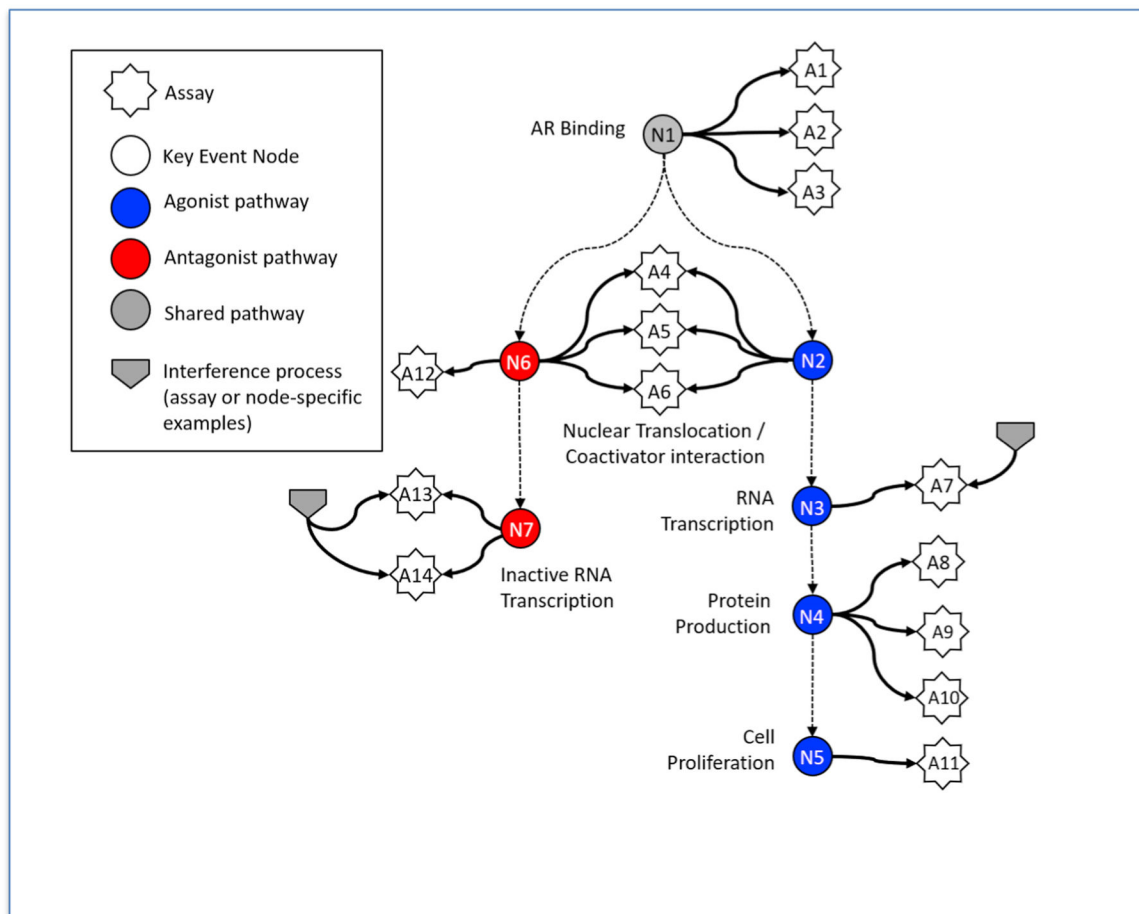 Assay
Key Event Node
Agonist pathway
Antagonist pathway
Shared pathway
Interference process
(assay or node-specific
examples)
AR Binding
N1
A1
A2
A3
A4
A5
A6
N6
N2
A12
Nuclear Translocation /
Coactivator interaction
A13
A14
N7
Inactive RNA
Transcription
RNA
Transcription
N3
A7
Protein
Production
N4
A8
A9
A10
Cell
Proliferation
N5
A11